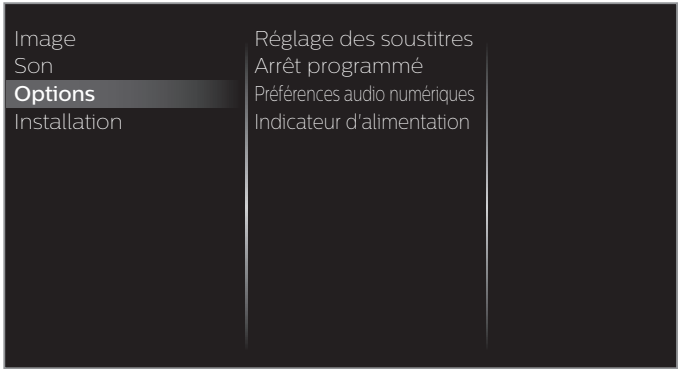 Image
Son
Options
Installation
Réglage des soustitres
Arrêt programmé
Préférences audio numériques
Indicateur d'alimentation